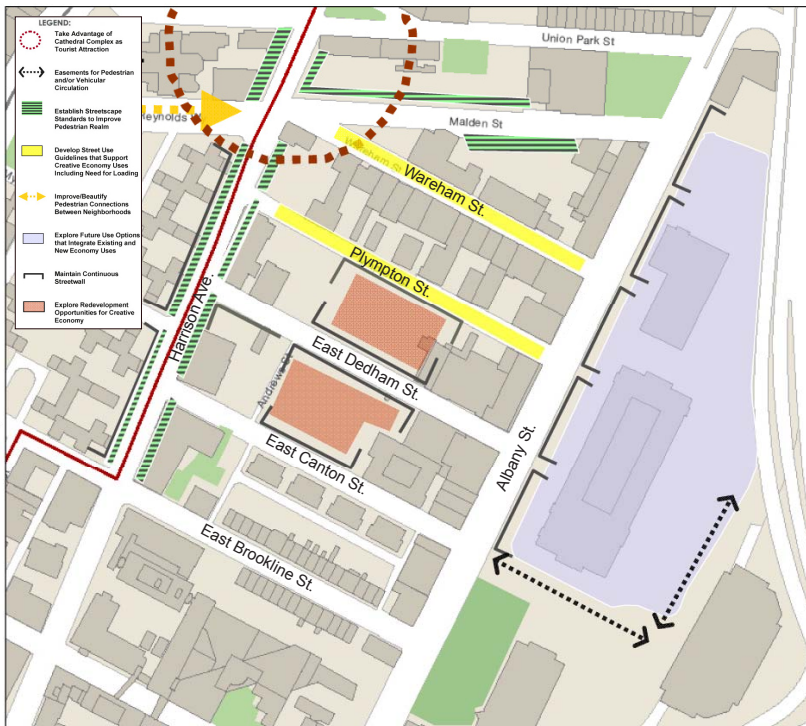 LEGEND:
Take Advantage of
Cathedral Complex as
Tourist Attraction
Easements for Pedestrian
and/or Vehicular
Circulation
Establish Streetscape
Standards to Improve
Pedestrian Realm
Develop Street Use
Guidelines that Support
Creative Economy Uses
Including Need for Loading
Improve/Beautify
Pedestrian Connections
Between Neighborhoods
Explore Future Use Options
that Integrate Existing and
New Economy Uses
Maintain Continuous
Streetwall
Explore Redevelopment
Opportunities for Creative
Economy
Union Park St
Reynolds
Malden St
Wareham St
Wareham St.
Plympton St.
Harrison Ave.
East Dedham St.
Andrews
East Canton St.
Albany St.
East Brookline St.